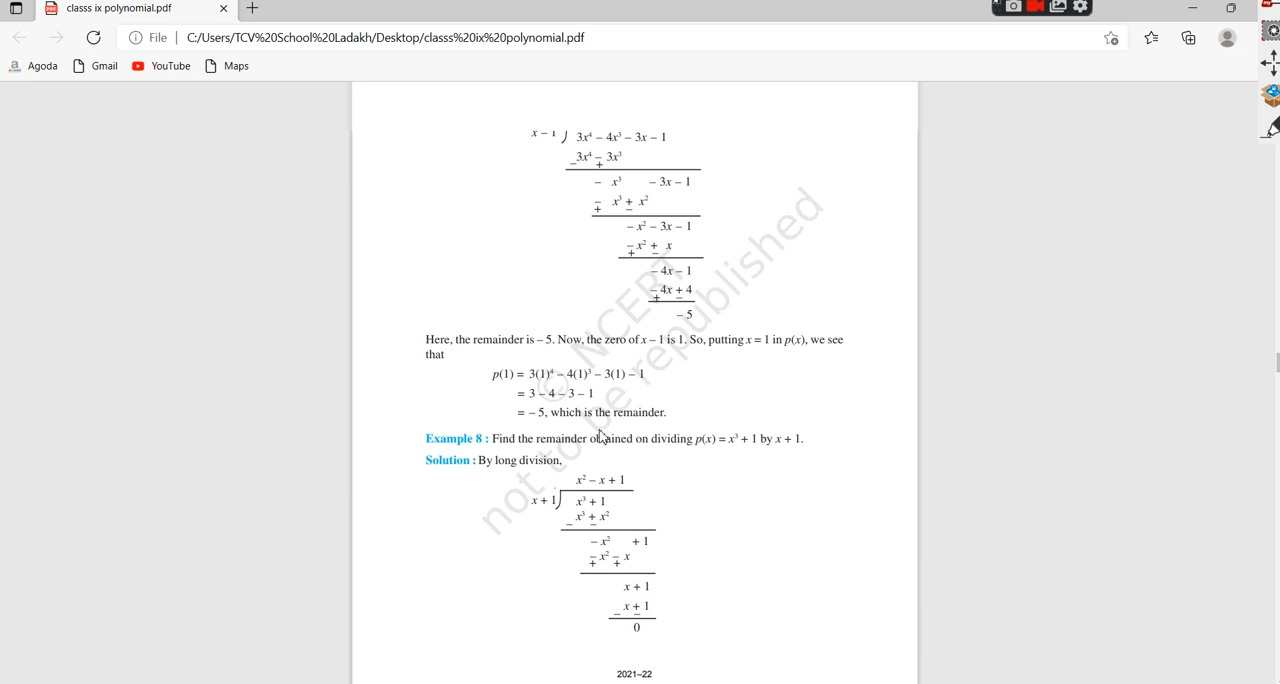 classs ix polynomial.pdf
File | C:/Users/TCV%20School%20Ladakh/Desktop/classs%20ix%20polynomial.pdf
Agoda Gmail YouTube Maps
x – 1 ) 3x⁴ – 4x³ – 3x – 1
3x⁴ – 3x³
– +
– x³ – 3x – 1
– x³ + x²
+ –
– x² – 3x – 1
– x² + x
+ –
– 4x – 1
– 4x + 4
+ –
– 5
Here, the remainder is – 5. Now, the zero of x – 1 is 1. So, putting x = 1 in p(x), we see
that
p(1) = 3(1)⁴ – 4(1)³ – 3(1) – 1
= 3 – 4 – 3 – 1
= – 5, which is the remainder.
Example 8 : Find the remainder obtained on dividing p(x) = x³ + 1 by x + 1.
Solution : By long division,
x² – x + 1
x + 1 ) x³ + 1
x³ + x²
– –
– x² + 1
– x² – x
+ +
x + 1
x + 1
– –
0
2021–22
© NCERT
not to be republished